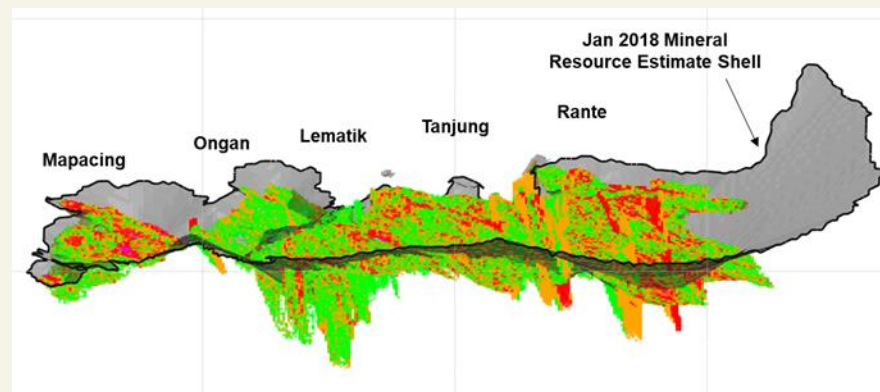 Jan 2018 Mineral
Resource Estimate Shell
Mapacing
Ongan
Lematik
Tanjung
Rante